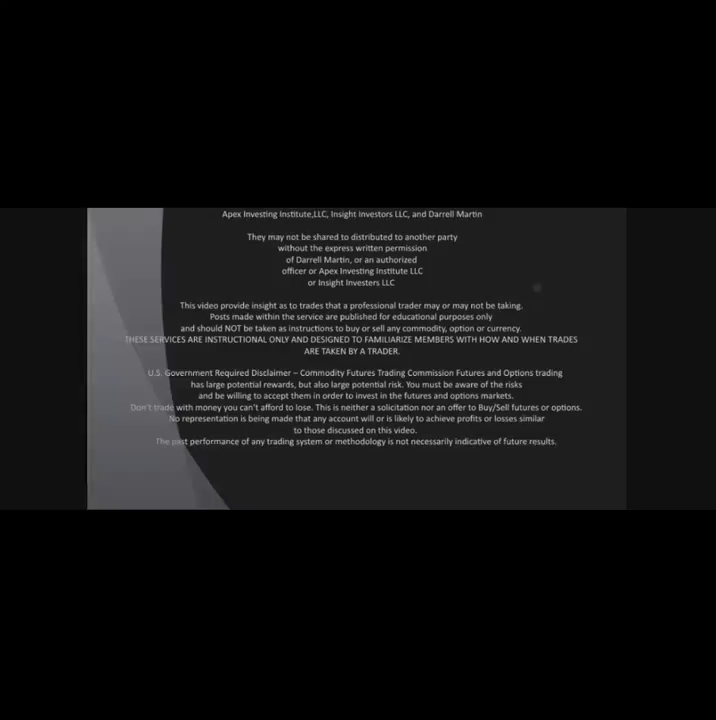 Apex Investing Institute,LLC, Insight Investors LLC, and Darrell Martin
They may not be shared to distributed to another party
without the express written permission
of Darrell Martin, or an authorized
officer or Apex Investing Institute LLC
or Insight Investers LLC
This video provide insight as to trades that a professional trader may or may not be taking.
Posts made within the service are published for educational purposes only
and should NOT be taken as instructions to buy or sell any commodity, option or currency.
THESE SERVICES ARE INSTRUCTIONAL ONLY AND DESIGNED TO FAMILIARIZE MEMBERS WITH HOW AND WHEN TRADES
ARE TAKEN BY A TRADER.
U.S. Government Required Disclaimer – Commodity Futures Trading Commission Futures and Options trading
has large potential rewards, but also large potential risk. You must be aware of the risks
and be willing to accept them in order to invest in the futures and options markets.
Don't trade with money you can't afford to lose. This is neither a solicitation nor an offer to Buy/Sell futures or options.
No representation is being made that any account will or is likely to achieve profits or losses similar
to those discussed on this video.
The past performance of any trading system or methodology is not necessarily indicative of future results.